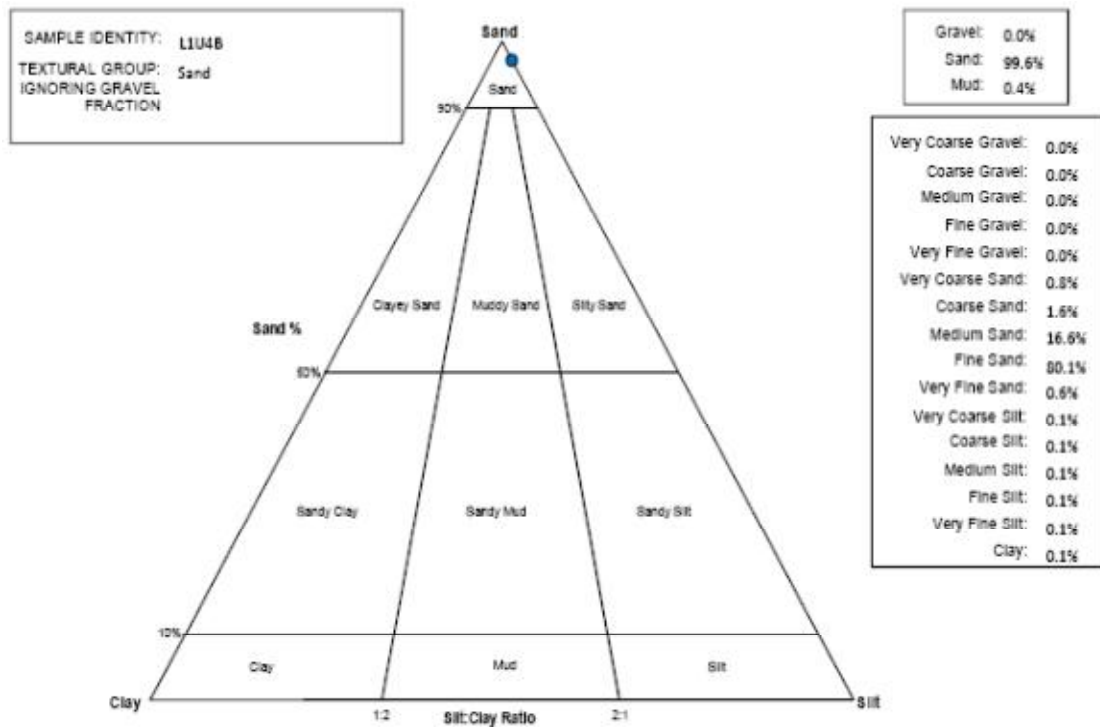 SAMPLE IDENTITY: L1U4B
TEXTURAL GROUP: Sand
IGNORING GRAVEL
FRACTION
Sand
Sand
90%
Clayey Sand
Muddy Sand
Silty Sand
Sand %
50%
Sandy Clay
Sandy Mud
Sandy Silt
10%
Clay
Mud
Silt
Clay
Silt
1:2
Silt:Clay Ratio
2:1
Gravel: 0.0%
Sand: 99.6%
Mud: 0.4%
Very Coarse Gravel: 0.0%
Coarse Gravel: 0.0%
Medium Gravel: 0.0%
Fine Gravel: 0.0%
Very Fine Gravel: 0.0%
Very Coarse Sand: 0.8%
Coarse Sand: 1.6%
Medium Sand: 16.6%
Fine Sand: 80.1%
Very Fine Sand: 0.6%
Very Coarse Silt: 0.1%
Coarse Silt: 0.1%
Medium Silt: 0.1%
Fine Silt: 0.1%
Very Fine Silt: 0.1%
Clay: 0.1%